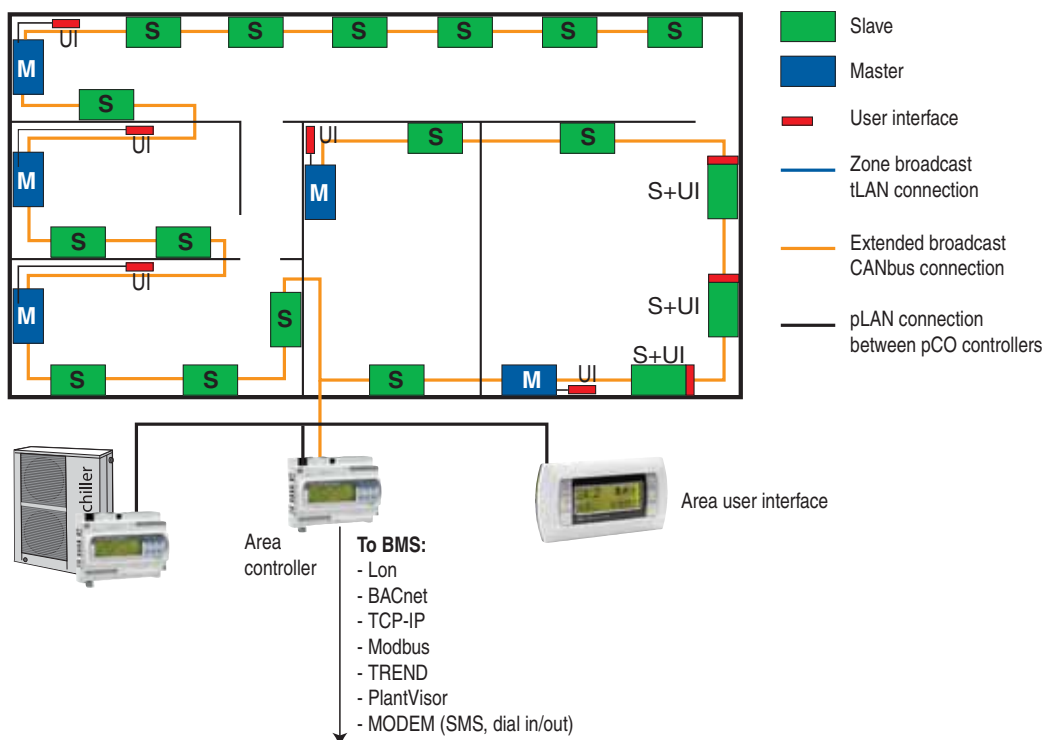 UI
S
S
S
S
S
S
M
S
UI
M
S
S
UI
M
S
S
S
UI
M
S
S
S+UI
S+UI
S+UI
S
M
UI
Slave
Master
User interface
Zone broadcast
tLAN connection
Extended broadcast
CANbus connection
pLAN connection
between pCO controllers
chiller
Area
controller
Area user interface
To BMS:
- Lon
- BACnet
- TCP-IP
- Modbus
- TREND
- PlantVisor
- MODEM (SMS, dial in/out)